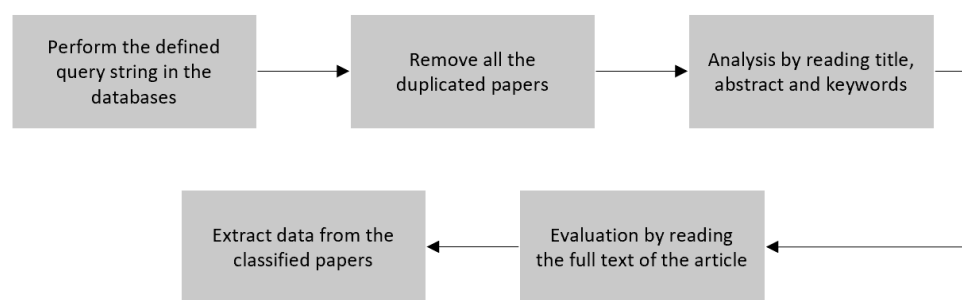 Perform the defined
query string in the
databases
Remove all the
duplicated papers
Analysis by reading title,
abstract and keywords
Evaluation by reading
the full text of the article
Extract data from the
classified papers